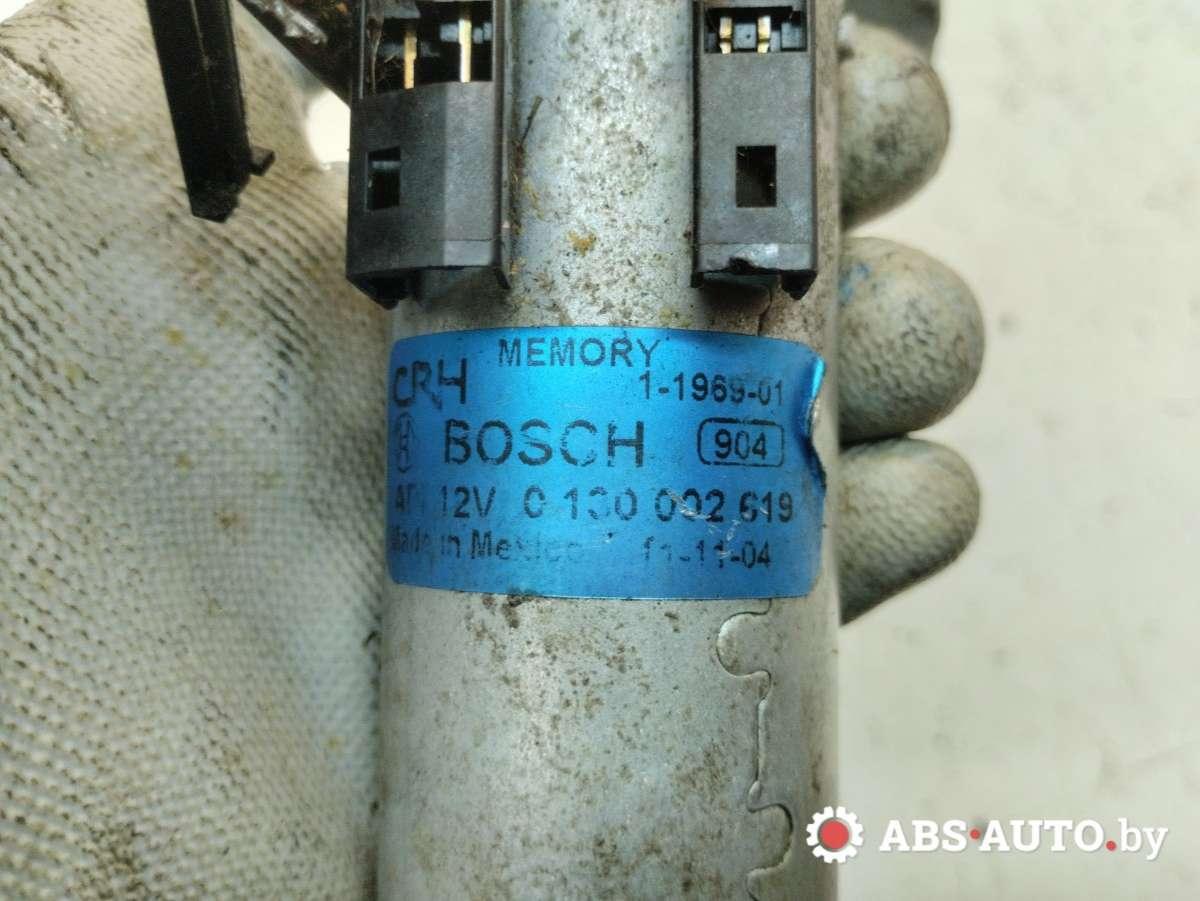 MEMORY
CRH 1-1969-01
BOSCH 904
12V 0 130 002 619
Made in Mexico 11-11-04
ABS-AUTO.by